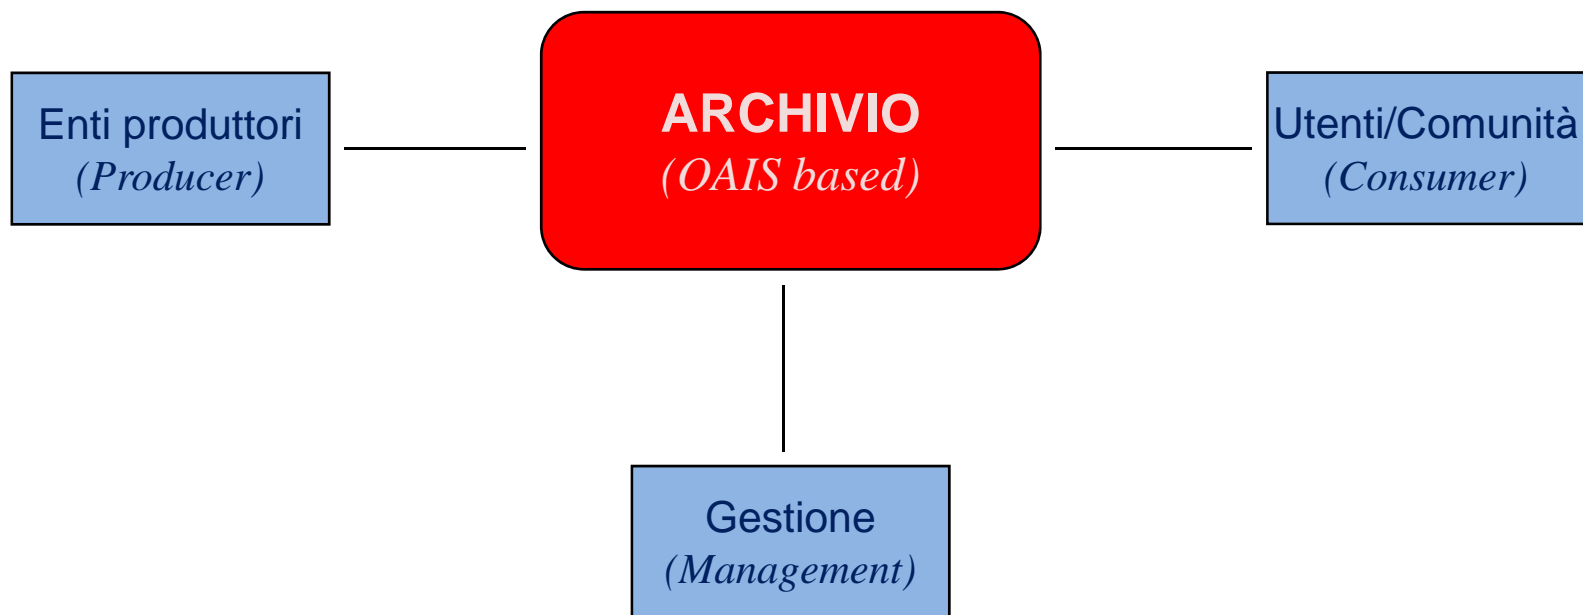 Enti produttori
(Producer)
ARCHIVIO
(OAIS based)
Utenti/Comunità
(Consumer)
Gestione
(Management)